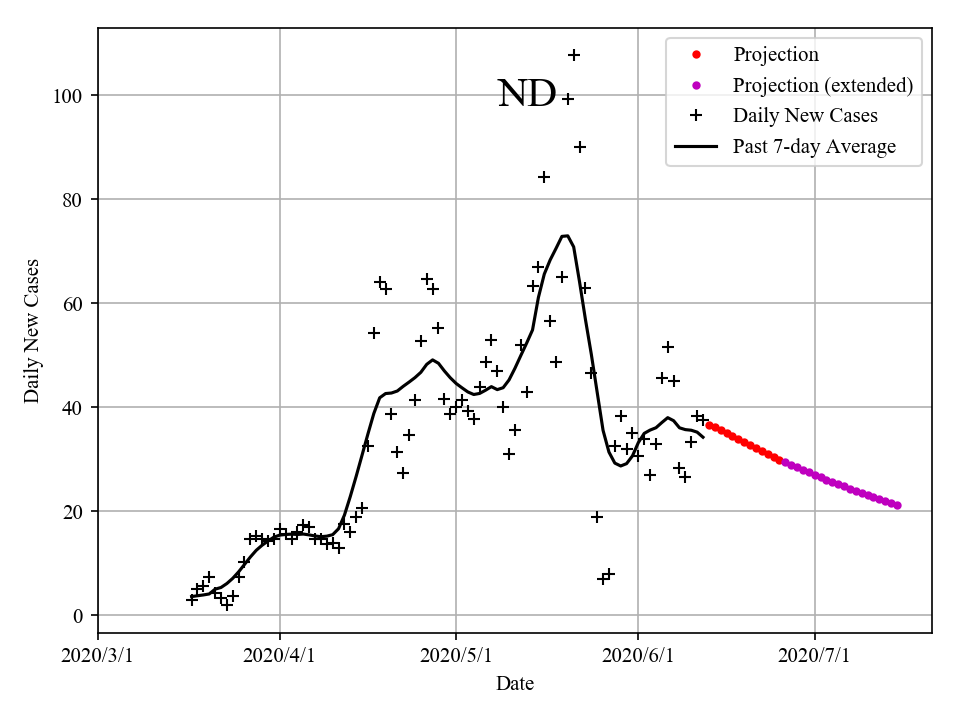 ND
Projection
Projection (extended)
Daily New Cases
Past 7-day Average
Daily New Cases
100
80
60
40
20
0
2020/3/1
2020/4/1
2020/5/1
2020/6/1
2020/7/1
Date